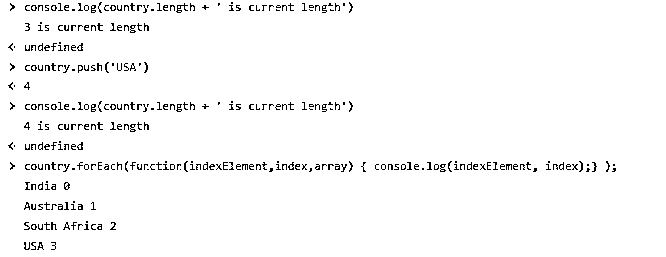 > console.log(country.length + ' is current length')
3 is current length
< undefined
> country.push('USA')
< 4
> console.log(country.length + ' is current length')
4 is current length
< undefined
> country.forEach(function(indexElement,index,array) { console.log(indexElement, index);} );
India 0
Australia 1
South Africa 2
USA 3